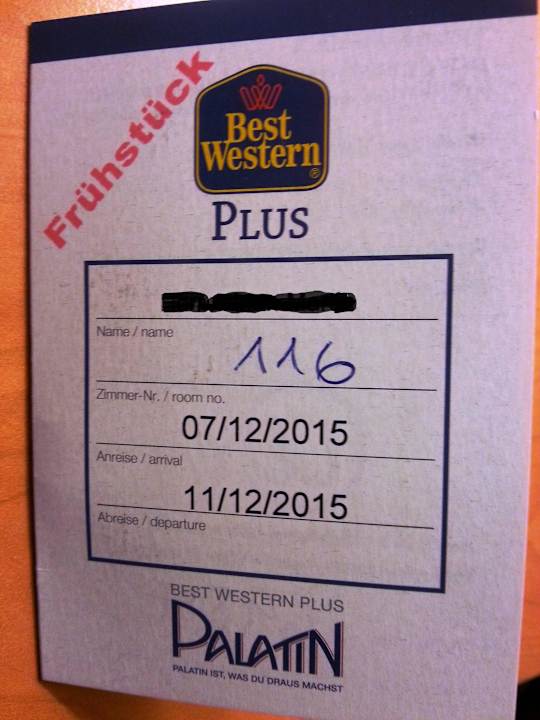 Frühstück
Best
Western
®
PLUS
Name / name
116
Zimmer-Nr. / room no.
07/12/2015
Anreise / arrival
11/12/2015
Abreise / departure
BEST WESTERN PLUS
PALATIN
PALATIN IST, WAS DU DRAUS MACHST